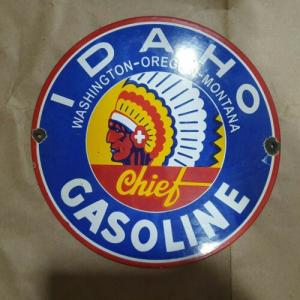 IDAHO
WASHINGTON-OREGON-MONTANA
Chief
GASOLINE